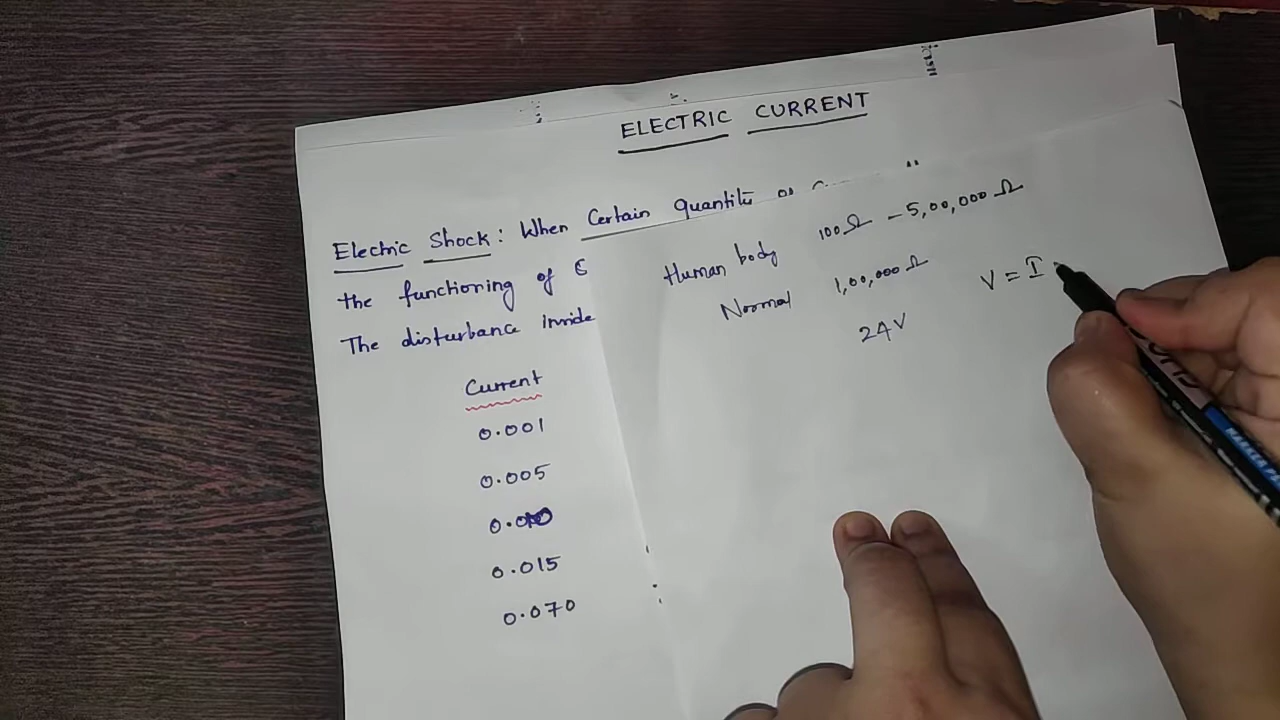 ELECTRIC CURRENT
Electric Shock: When Certain quantity
the functioning of
The disturbance inside
Current
0.001
0.005
0.015
0.070
Human body 100Ω - 5,00,000 Ω
Normal 1,00,000 Ω
24V
V = I